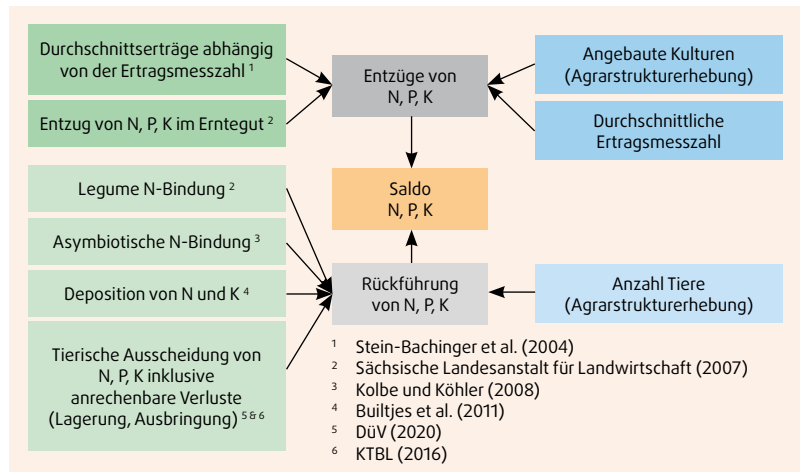 Durchschnittserträge abhängig
von der Ertragsmesszahl ¹
Entzug von N, P, K im Erntegut ²
Entzüge von
N, P, K
Angebaute Kulturen
(Agrarstrukturerhebung)
Durchschnittliche
Ertragsmesszahl
Saldo
N, P, K
Legume N-Bindung ²
Asymbiotische N-Bindung ³
Deposition von N und K ⁴
Tierische Ausscheidung von
N, P, K inklusive
anrechenbare Verluste
(Lagerung, Ausbringung) ⁵ & ⁶
Rückführung
von N, P, K
Anzahl Tiere
(Agrarstrukturerhebung)
¹ Stein-Bachinger et al. (2004)
² Sächsische Landesanstalt für Landwirtschaft (2007)
³ Kolbe und Köhler (2008)
⁴ Builtjes et al. (2011)
⁵ DüV (2020)
⁶ KTBL (2016)